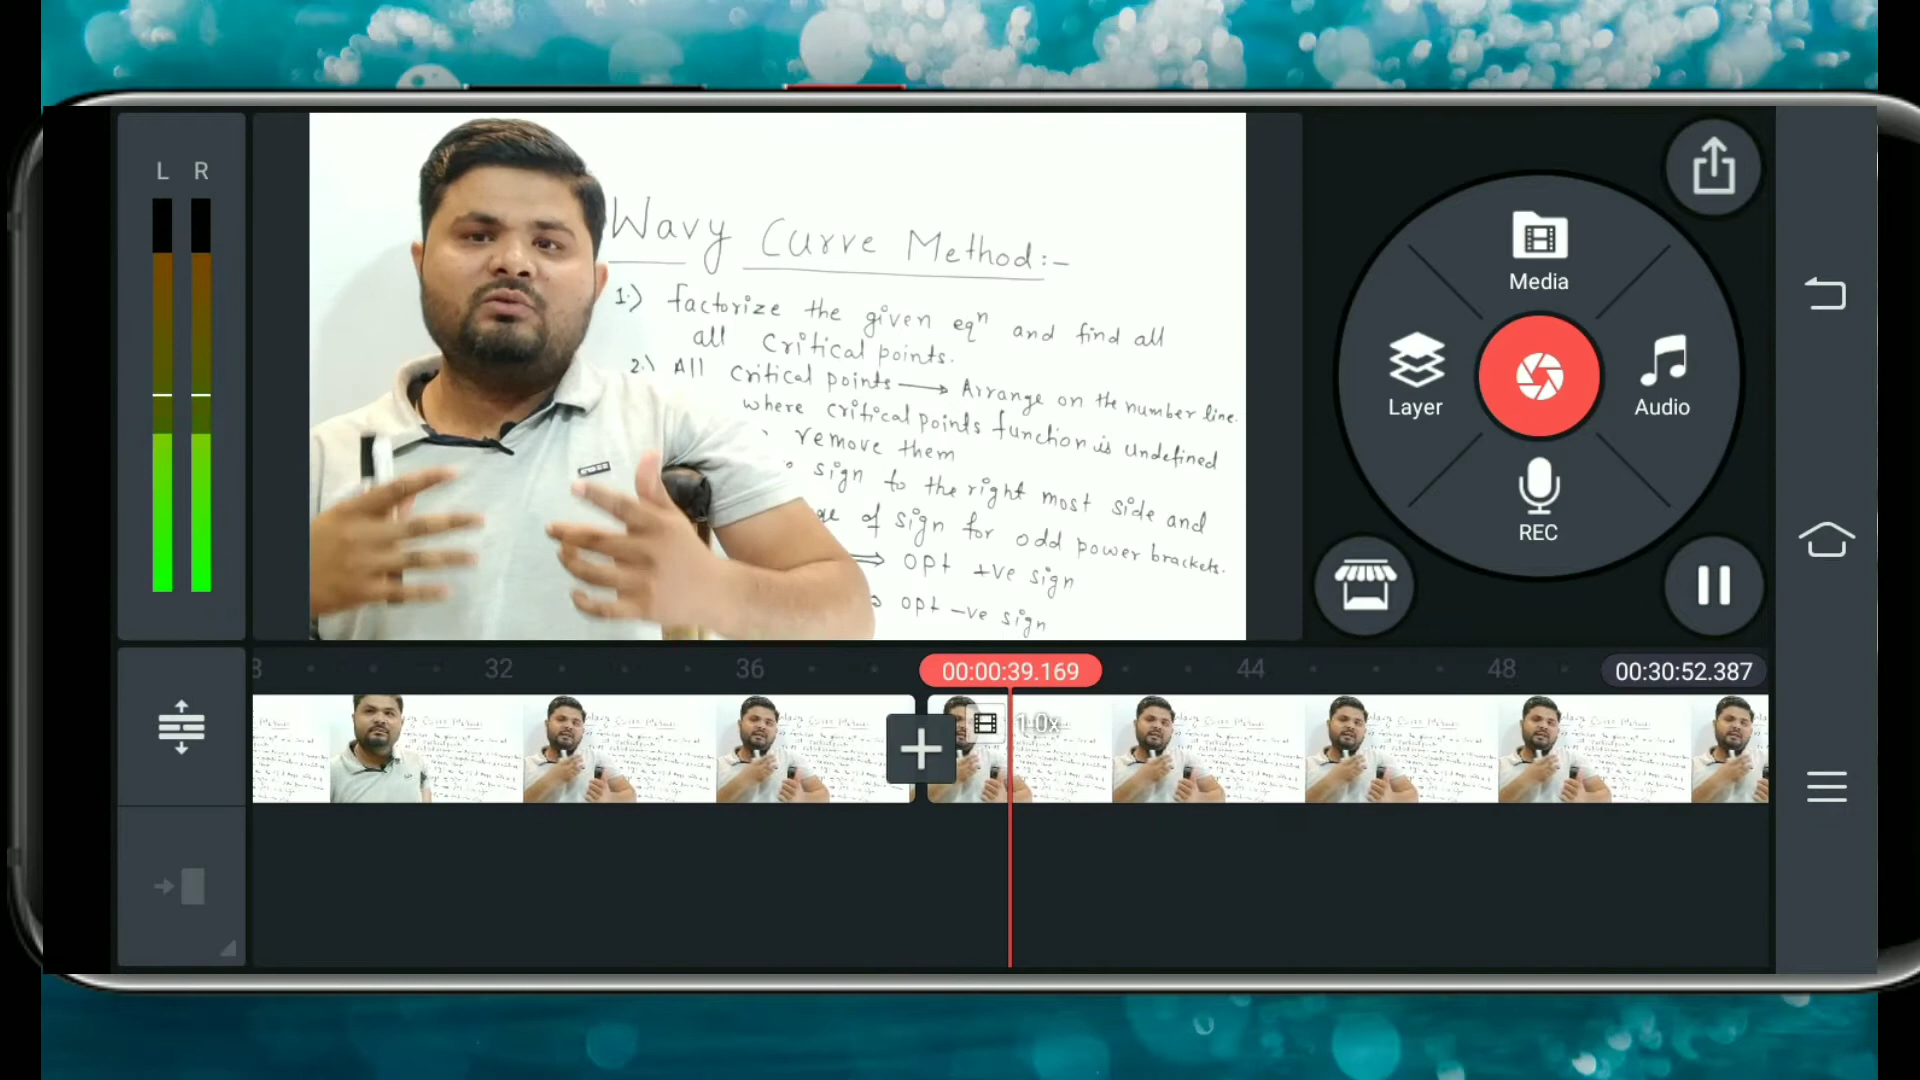 L R
Wavy Curve Method:-
1.) factorize the given eqn and find all
all Critical points.
2.) All critical points → Arrange on the number line.
where critical points function is undefined
remove them
sign to the right most side and
of sign for odd power brackets.
⇒ opt +ve sign
opt -ve sign
Media
Layer
Audio
REC
32
36
00:00:39.169
44
48
00:30:52.387
1.0x